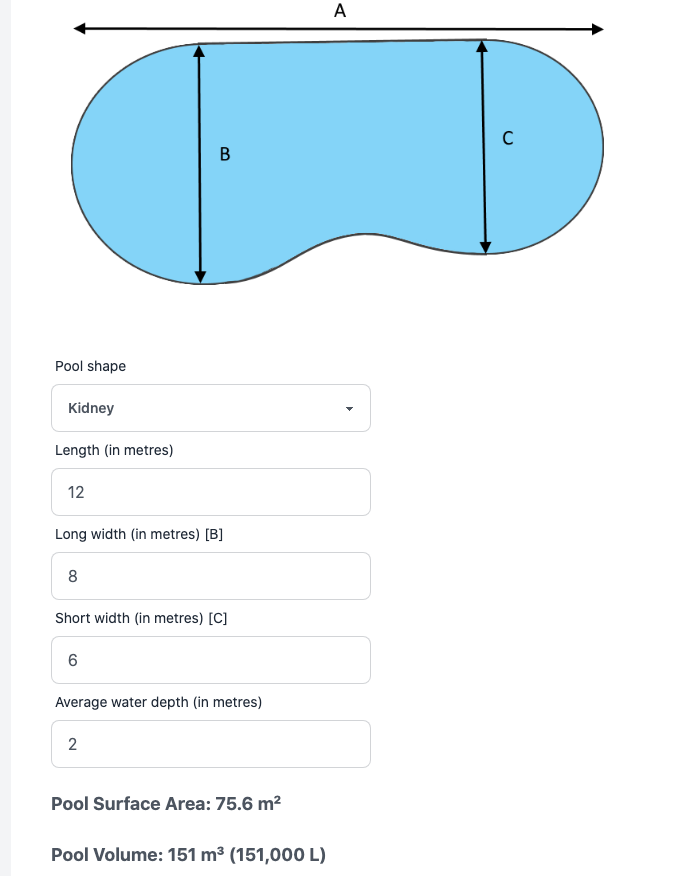 A
B
C
Pool shape
Kidney
Length (in metres)
12
Long width (in metres) [B]
8
Short width (in metres) [C]
6
Average water depth (in metres)
2
Pool Surface Area: 75.6 m²
Pool Volume: 151 m³ (151,000 L)